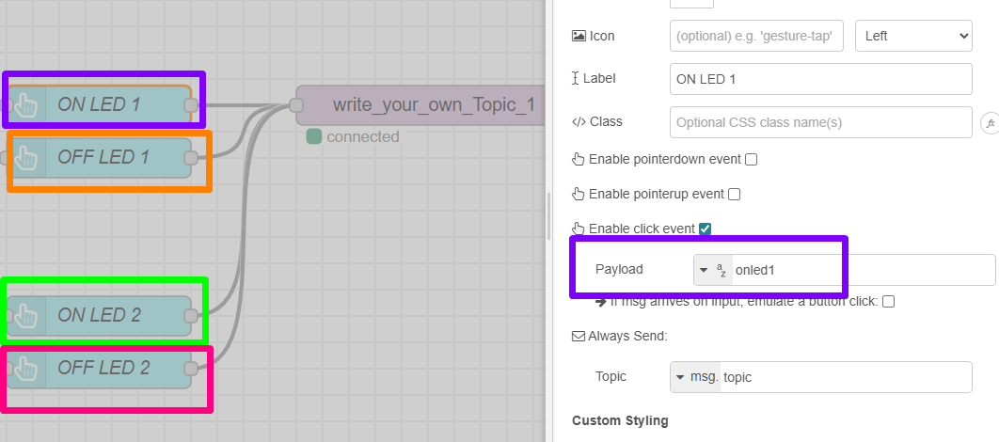 ON LED 1
OFF LED 1
ON LED 2
OFF LED 2
write_your_own_Topic_1
connected
Icon (optional) e.g. 'gesture-tap' Left
Label ON LED 1
</> Class Optional CSS class name(s) fx
Enable pointerdown event
Enable pointerup event
Enable click event
Payload az onled1
If msg arrives on input, emulate a button click:
Always Send:
Topic msg. topic
Custom Styling